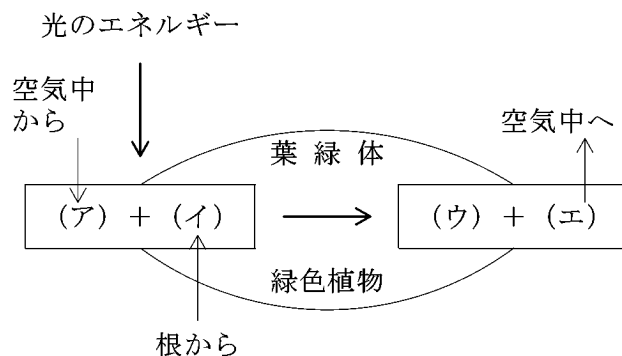 光のエネルギー
空気中
から
空気中へ
葉 緑 体
(ア) + (イ)
(ウ) + (エ)
緑色植物
根から